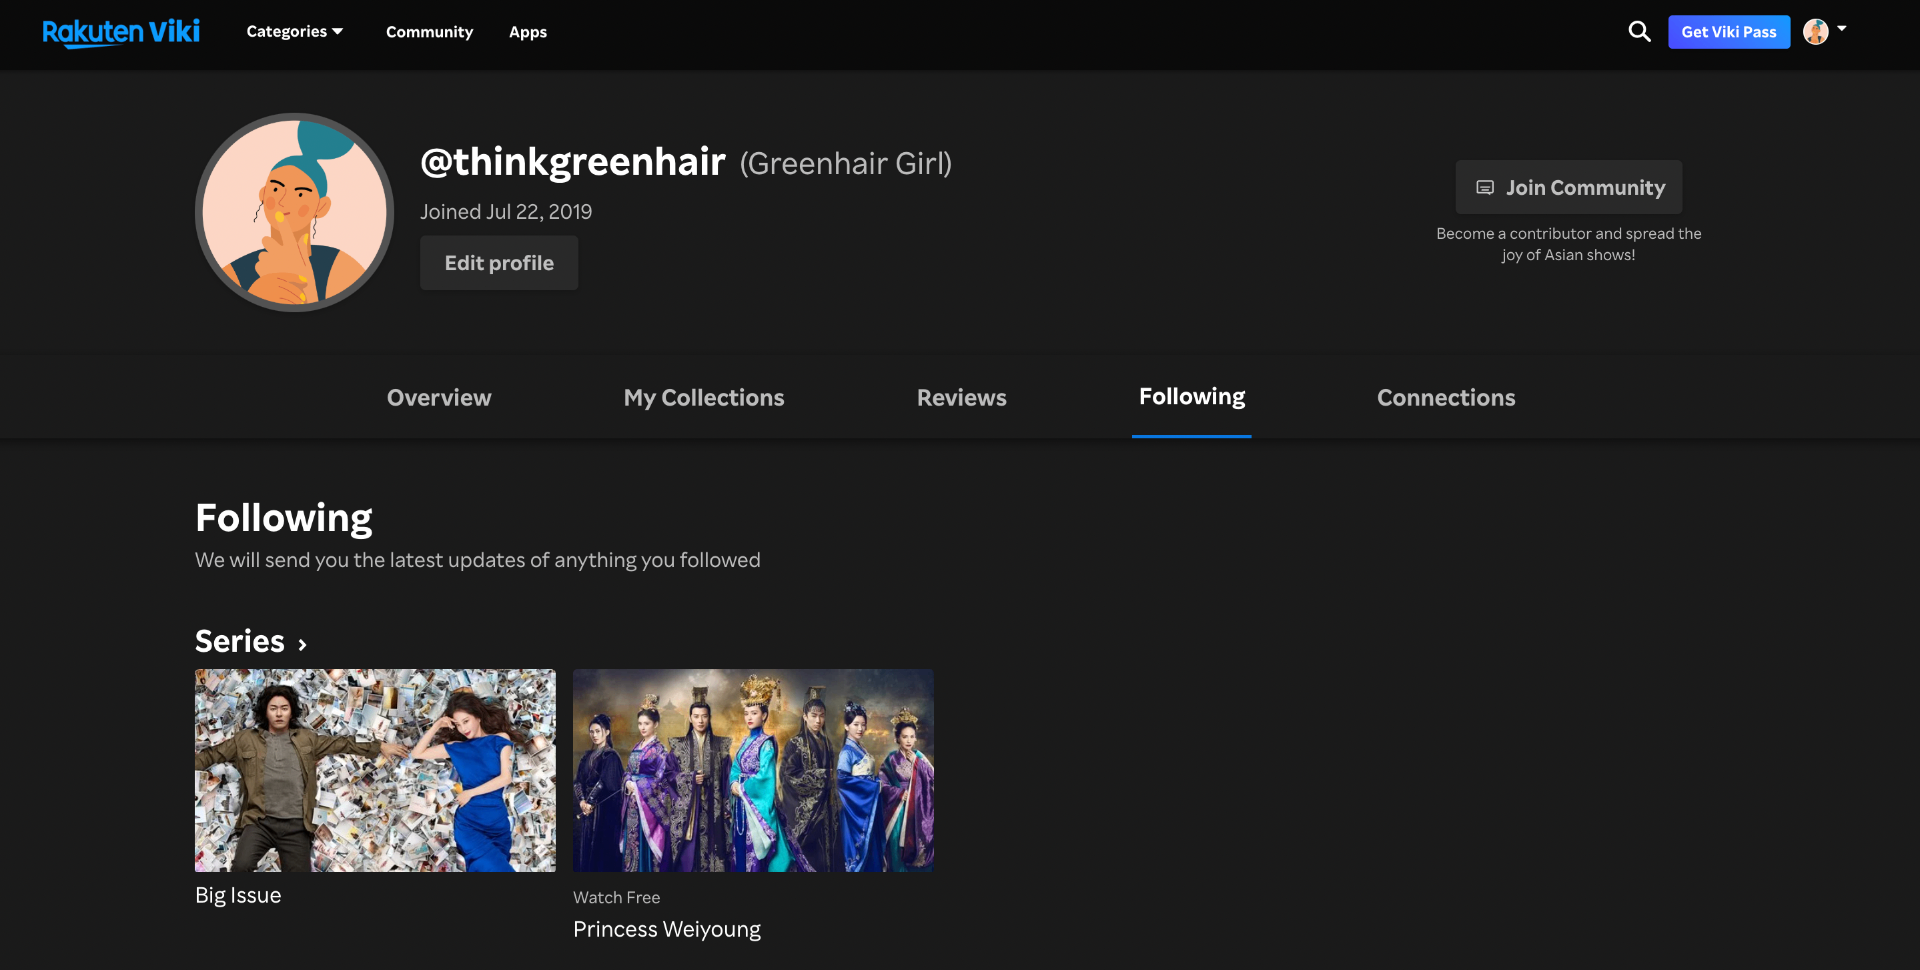 Rakuten Viki
Categories
Community
Apps
Get Viki Pass
@thinkgreenhair (Greenhair Girl)
Joined Jul 22, 2019
Edit profile
Join Community
Become a contributor and spread the
joy of Asian shows!
Overview
My Collections
Reviews
Following
Connections
Following
We will send you the latest updates of anything you followed
Series
Big Issue
Watch Free
Princess Weiyoung